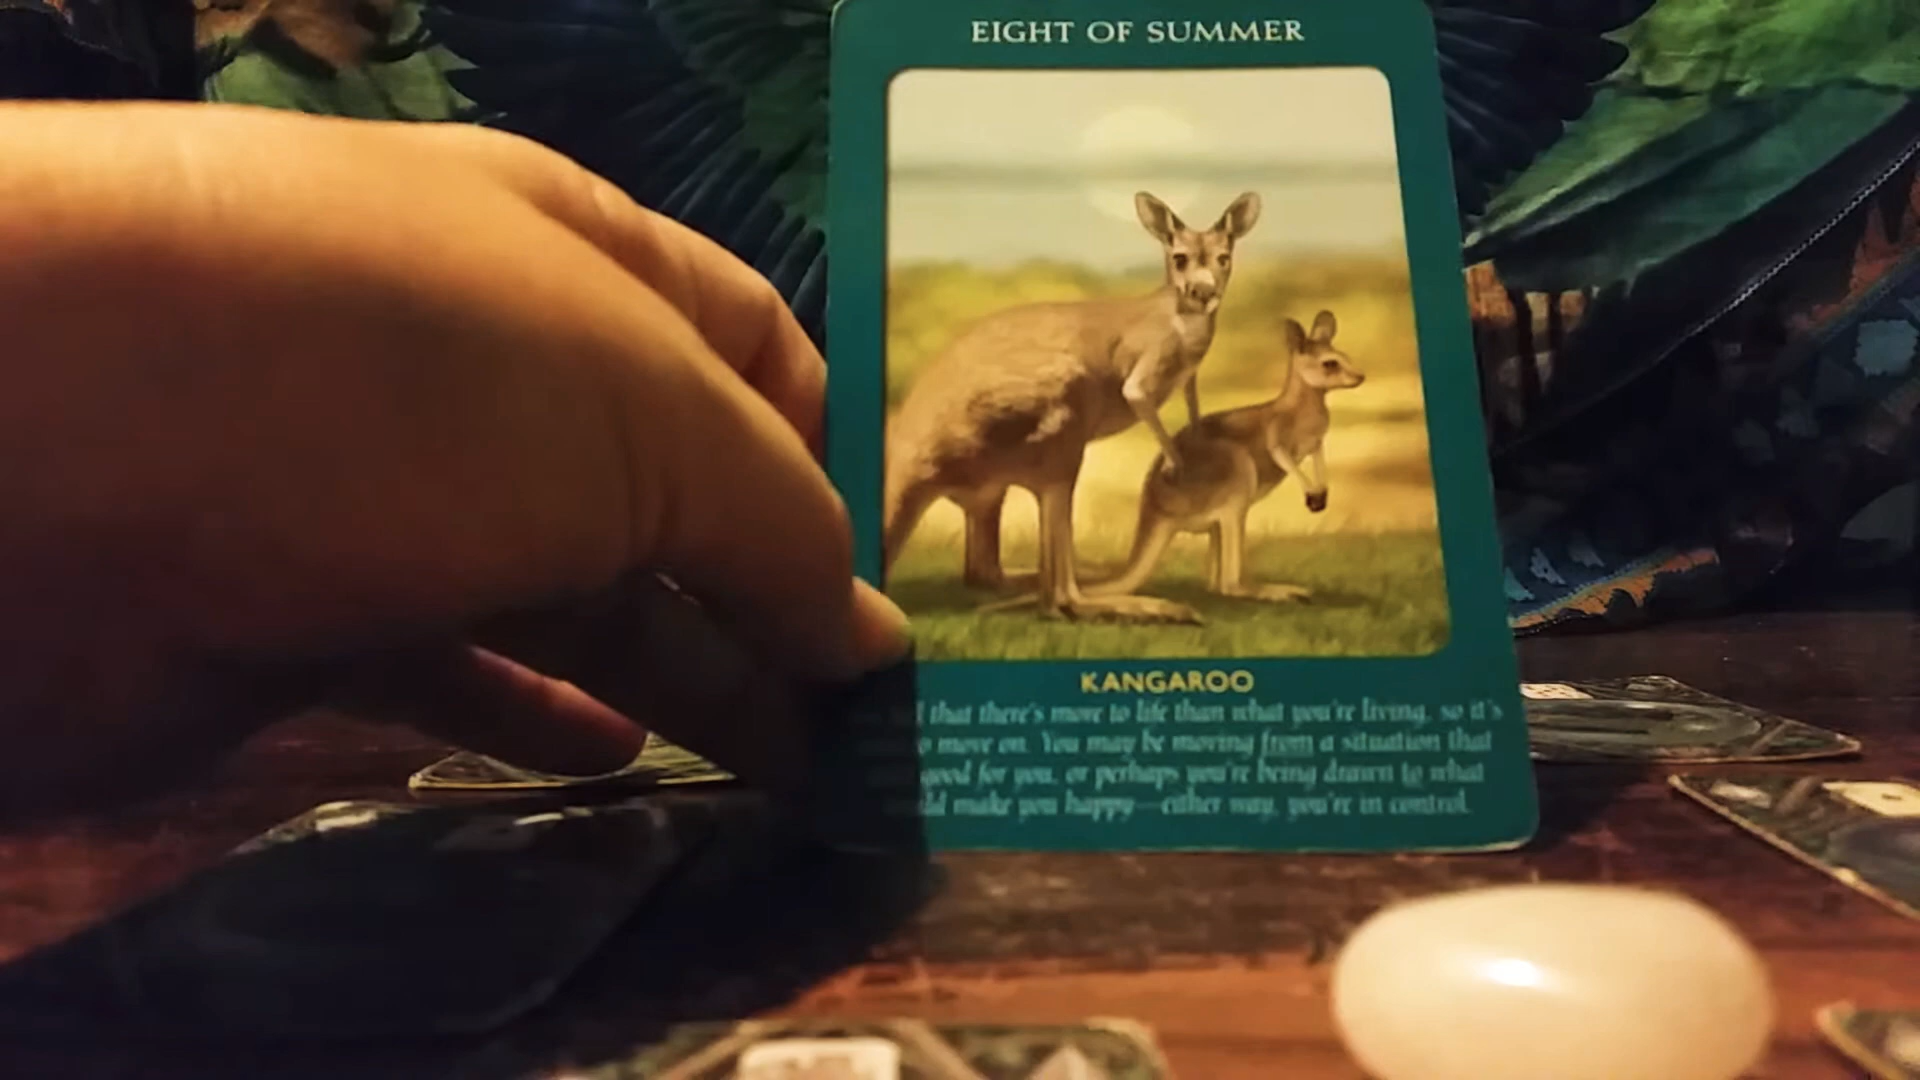 EIGHT OF SUMMER
KANGAROO
that there's more to life than what you're living, so it's
move on. You may be moving from a situation that
good for you, or perhaps you're being drawn to what
make you happy—either way, you're in control.